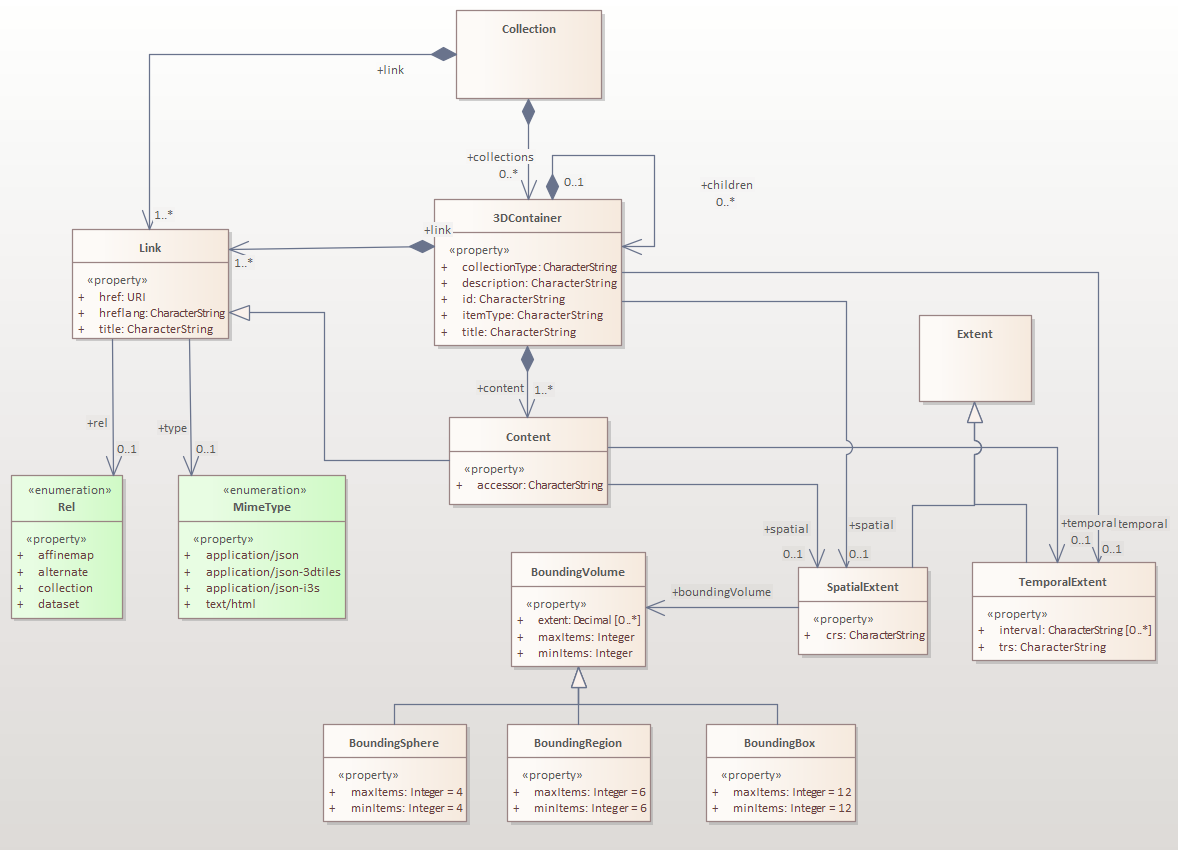 Collection
+link
+collections
0..*
0..1
+children
0..*
1..*
3DContainer
«property»
+ collectionType: CharacterString
+ description: CharacterString
+ id: CharacterString
+ itemType: CharacterString
+ title: CharacterString
+link
1..*
Link
«property»
+ href: URI
+ hreflang: CharacterString
+ title: CharacterString
Extent
+content
1..*
+rel
0..1
+type
0..1
Content
«property»
+ accessor: CharacterString
«enumeration»
Rel
«property»
+ affinemap
+ alternate
+ collection
+ dataset
«enumeration»
MimeType
«property»
+ application/json
+ application/json-3dtiles
+ application/json-i3s
+ text/html
+spatial
0..1
+spatial
0..1
+temporal
0..1
temporal
0..1
BoundingVolume
«property»
+ extent: Decimal [0..*]
+ maxItems: Integer
+ minItems: Integer
+boundingVolume
SpatialExtent
«property»
+ crs: CharacterString
TemporalExtent
«property»
+ interval: CharacterString [0..*]
+ trs: CharacterString
BoundingSphere
«property»
+ maxItems: Integer = 4
+ minItems: Integer = 4
BoundingRegion
«property»
+ maxItems: Integer = 6
+ minItems: Integer = 6
BoundingBox
«property»
+ maxItems: Integer = 12
+ minItems: Integer = 12